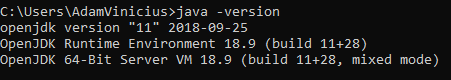 C:\Users\AdamVinicius>java -version
openjdk version "11" 2018-09-25
OpenJDK Runtime Environment 18.9 (build 11+28)
OpenJDK 64-Bit Server VM 18.9 (build 11+28, mixed mode)